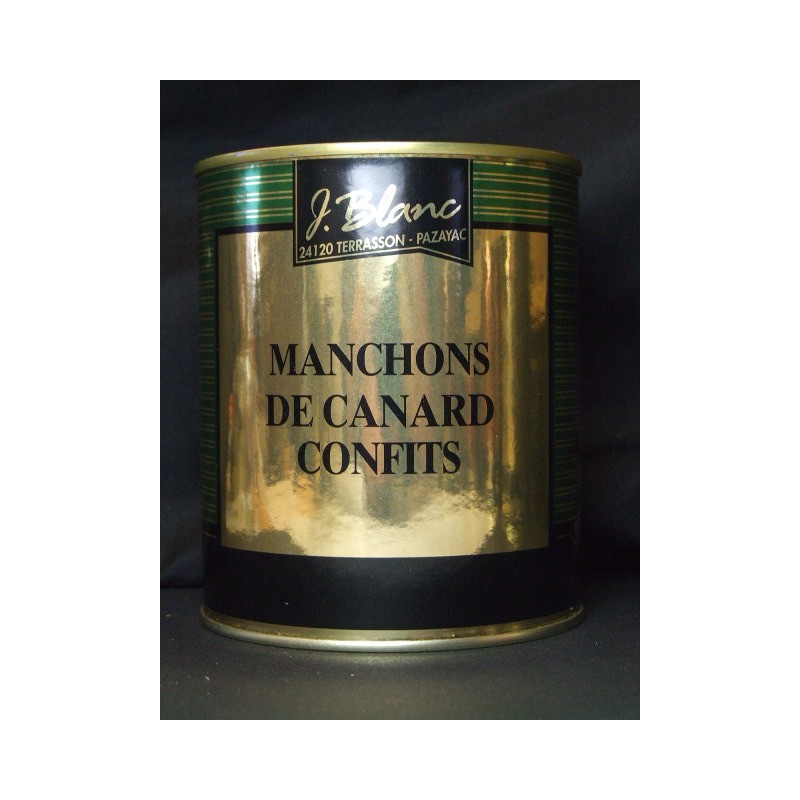 J. Blanc
24120 TERRASSON - PAZAYAC
MANCHONS
DE CANARD
CONFITS